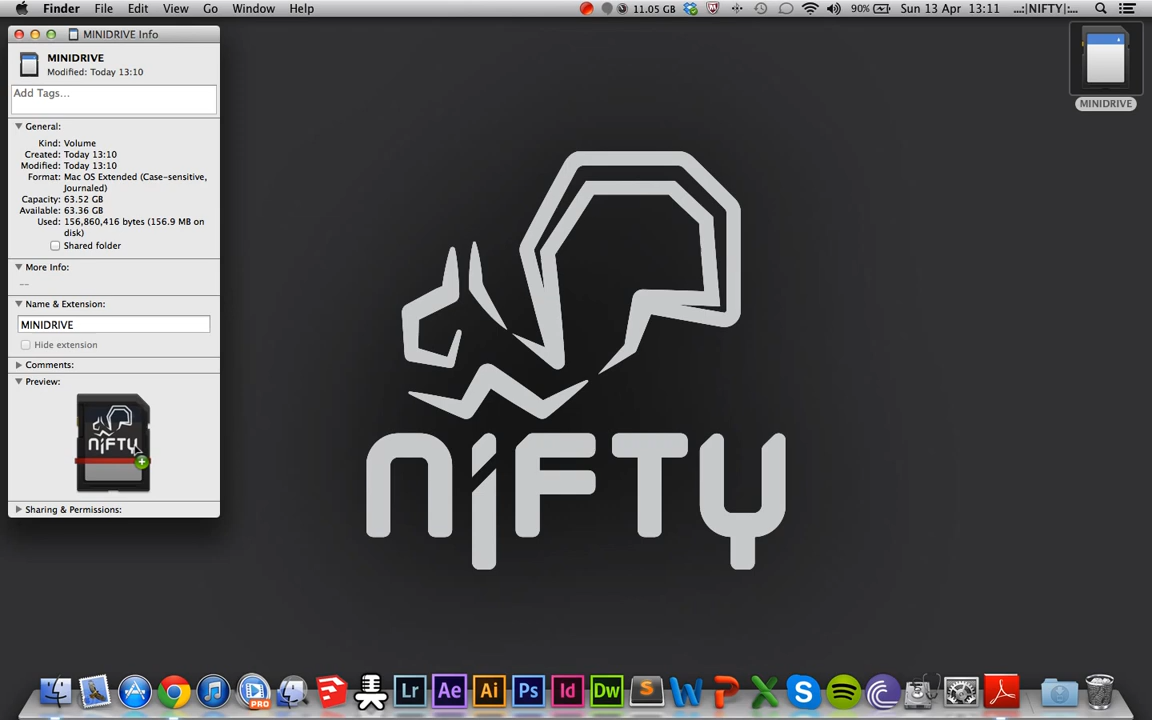 Finder File Edit View Go Window Help 11.05 GB 90% Sun 13 Apr 13:11 ...:|NIFTY|:...
MINIDRIVE Info
MINIDRIVE
Modified: Today 13:10
Add Tags...
General:
Kind: Volume
Created: Today 13:10
Modified: Today 13:10
Format: Mac OS Extended (Case-sensitive,
Journaled)
Capacity: 63.52 GB
Available: 63.36 GB
Used: 156,860,416 bytes (156.9 MB on
disk)
Shared folder
More Info:
--
Name & Extension:
MINIDRIVE
Hide extension
Comments:
Preview:
NiFTY
Sharing & Permissions:
MINIDRIVE
NiFTY
PRO Lr Ae Ai Ps Id Dw S W P X S